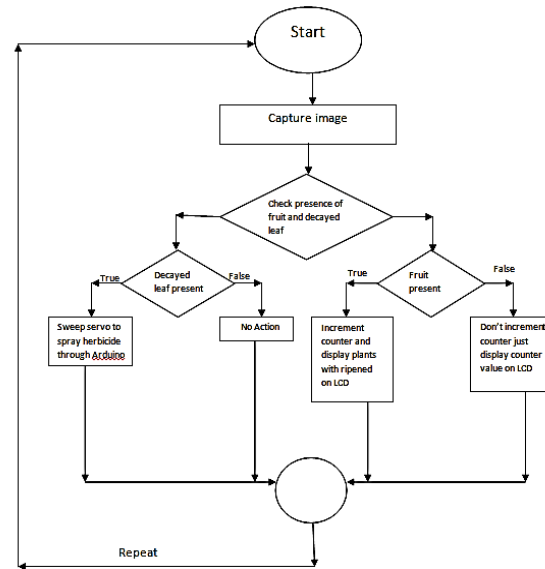 Start
Capture image
Check presence of
fruit and decayed
leaf
Decayed
leaf present
True
False
Fruit
present
True
False
Sweep servo to
spray herbicide
through Arduino
No Action
Increment
counter and
display plants
with ripened
on LCD
Don't increment
counter just
display counter
value on LCD
Repeat